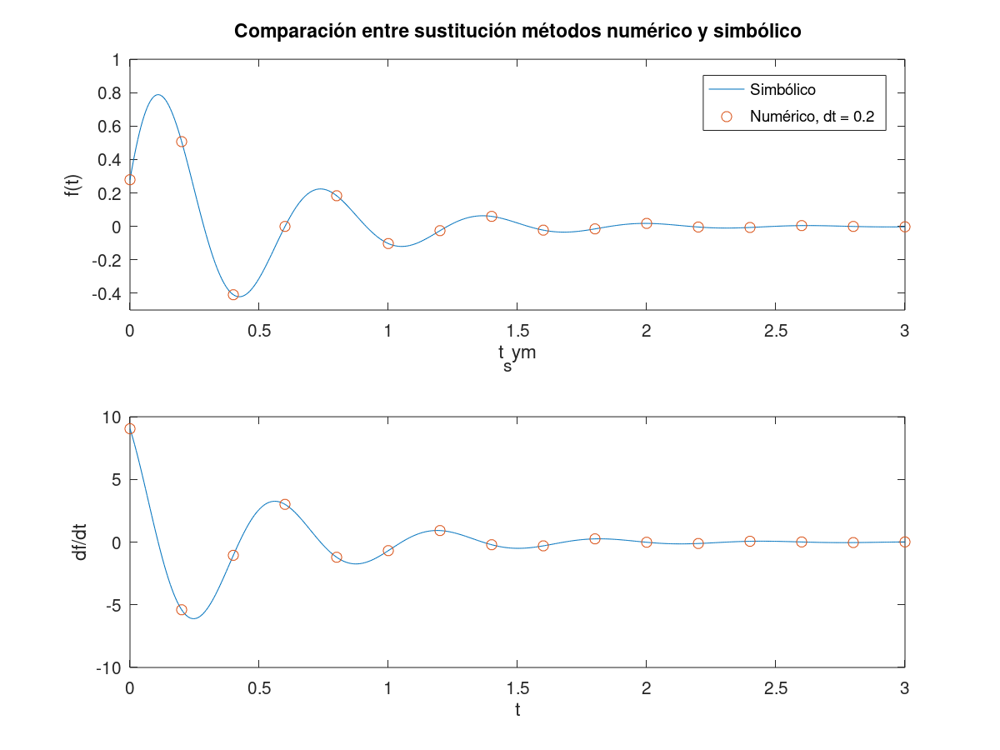 Comparación entre sustitución métodos numérico y simbólico
1
0.8
0.6
0.4
0.2
0
-0.2
-0.4
f(t)
Simbólico
Numérico, dt = 0.2
0 0.5 1 1.5 2 2.5 3
t_sym
10
5
0
-5
-10
df/dt
0 0.5 1 1.5 2 2.5 3
t